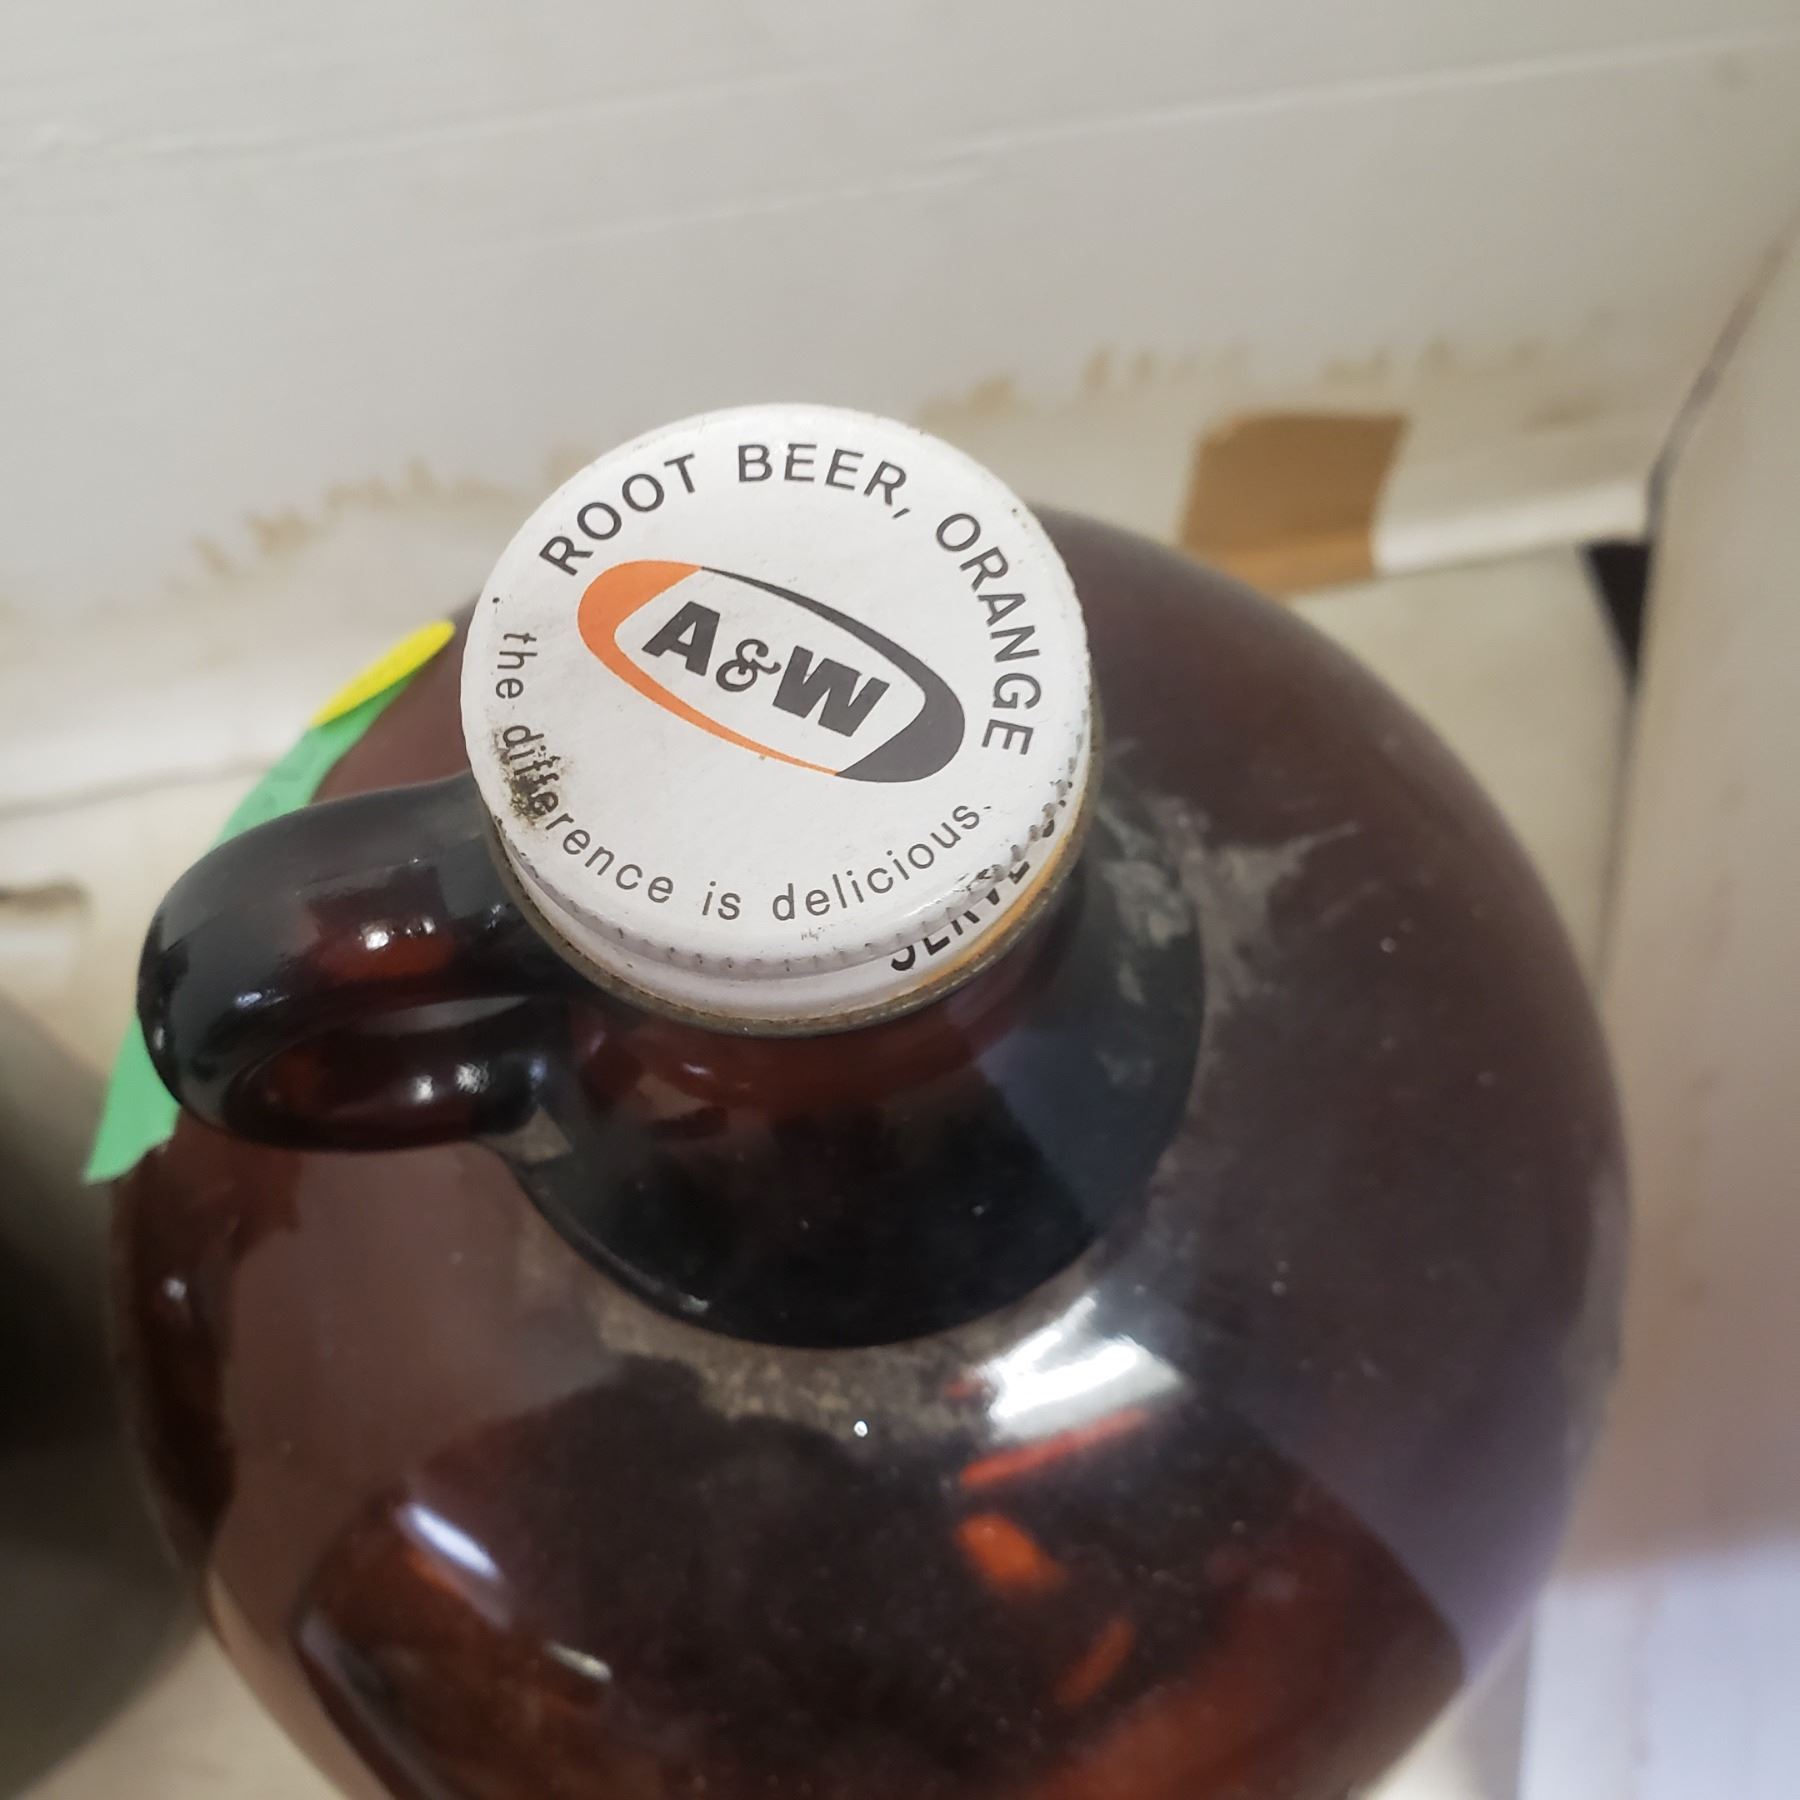 ROOT BEER, ORANGE
A&W
the difference is delicious